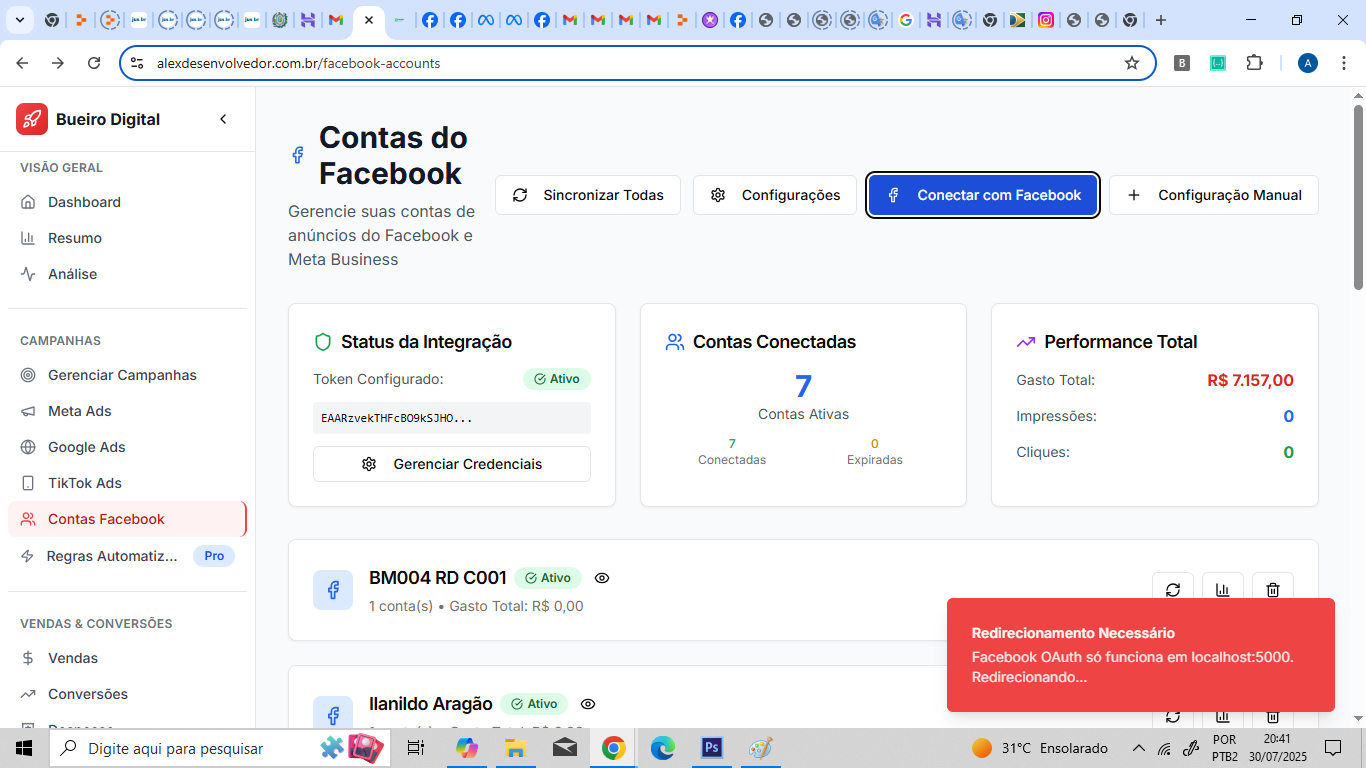 alexdesenvolvedor.com.br/facebook-accounts
B
A
Bueiro Digital
VISÃO GERAL
Dashboard
Resumo
Análise
CAMPANHAS
Gerenciar Campanhas
Meta Ads
Google Ads
TikTok Ads
Contas Facebook
Regras Automatiz... Pro
VENDAS & CONVERSÕES
Vendas
Conversões
Contas do
Facebook
Gerencie suas contas de
anúncios do Facebook e
Meta Business
Sincronizar Todas
Configurações
Conectar com Facebook
Configuração Manual
Status da Integração
Token Configurado: Ativo
EAARzvekTHFcBO9kSJHO...
Gerenciar Credenciais
Contas Conectadas
7
Contas Ativas
7 0
Conectadas Expiradas
Performance Total
Gasto Total: R$ 7.157,00
Impressões: 0
Cliques: 0
BM004 RD C001 Ativo
1 conta(s) • Gasto Total: R$ 0,00
Ilanildo Aragão Ativo
Redirecionamento Necessário
Facebook OAuth só funciona em localhost:5000.
Redirecionando...
Digite aqui para pesquisar
Ps
31°C Ensolarado
POR
PTB2
20:41
30/07/2025